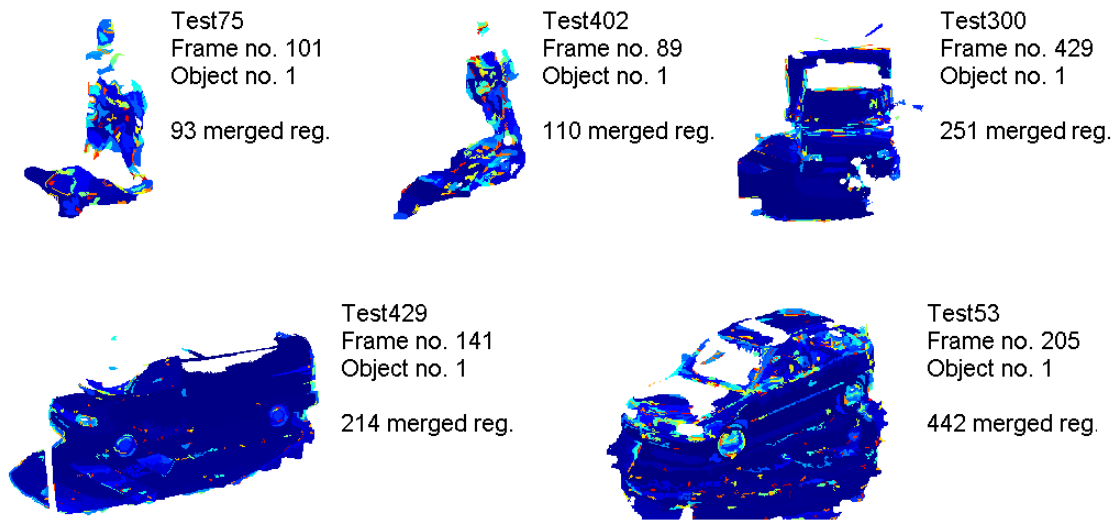 Test75
Frame no. 101
Object no. 1
93 merged reg.
Test402
Frame no. 89
Object no. 1
110 merged reg.
Test300
Frame no. 429
Object no. 1
251 merged reg.
Test429
Frame no. 141
Object no. 1
214 merged reg.
Test53
Frame no. 205
Object no. 1
442 merged reg.